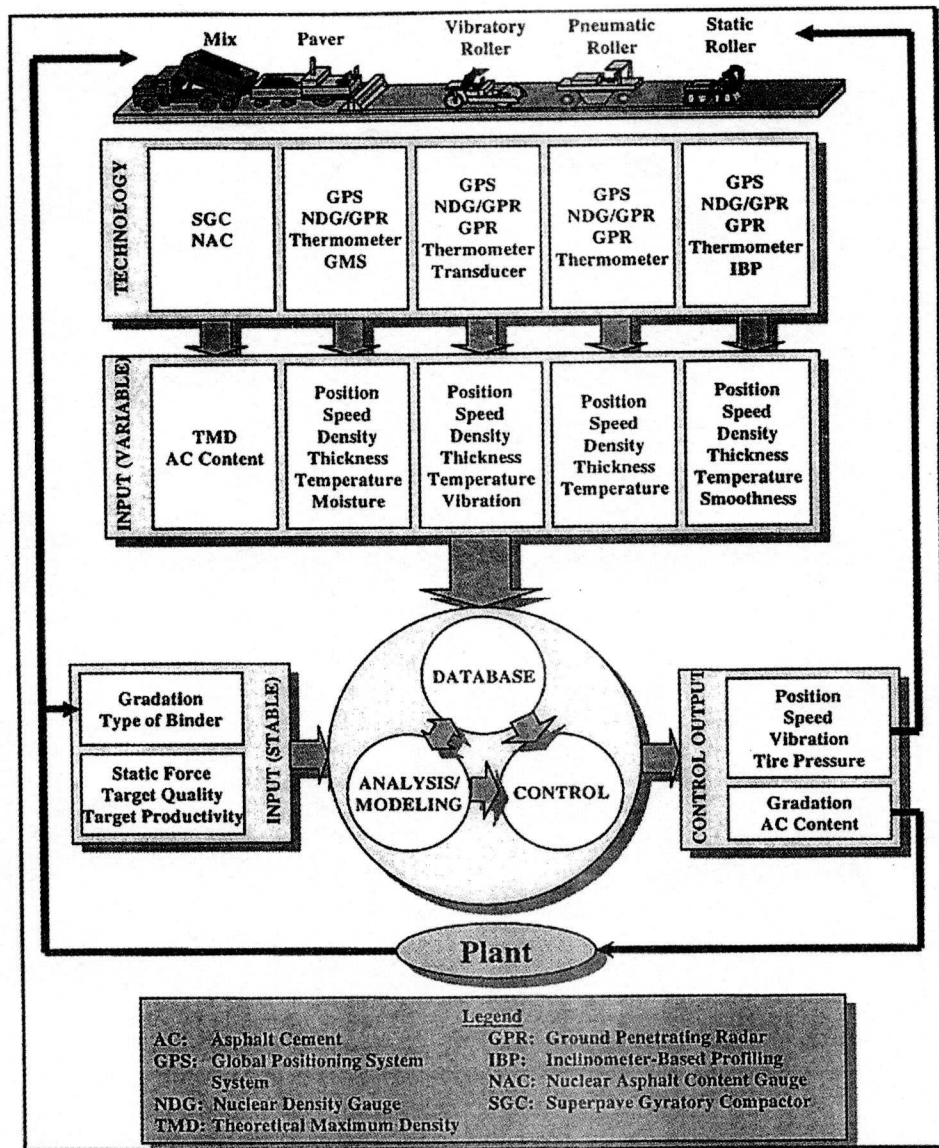 Mix
Paver
Vibratory
Roller
Pneumatic
Roller
Static
Roller
TECHNOLOGY
SGC
NAC
GPS
NDG/GPR
Thermometer
GMS
GPS
NDG/GPR
GPR
Thermometer
Transducer
GPS
NDG/GPR
GPR
Thermometer
GPS
NDG/GPR
GPR
Thermometer
IBP
INPUT (VARIABLE)
TMD
AC Content
Position
Speed
Density
Thickness
Temperature
Moisture
Position
Speed
Density
Thickness
Temperature
Vibration
Position
Speed
Density
Thickness
Temperature
Position
Speed
Density
Thickness
Temperature
Smoothness
Gradation
Type of Binder
Static Force
Target Quality
Target Productivity
INPUT (STABLE)
DATABASE
ANALYSIS/
MODELING
CONTROL
CONTROL OUTPUT
Position
Speed
Vibration
Tire Pressure
Gradation
AC Content
Plant
Legend
AC: Asphalt Cement
GPS: Global Positioning System
System
NDG: Nuclear Density Gauge
TMD: Theoretical Maximum Density
GPR: Ground Penetrating Radar
IBP: Inclinometer-Based Profiling
NAC: Nuclear Asphalt Content Gauge
SGC: Superpave Gyratory Compactor